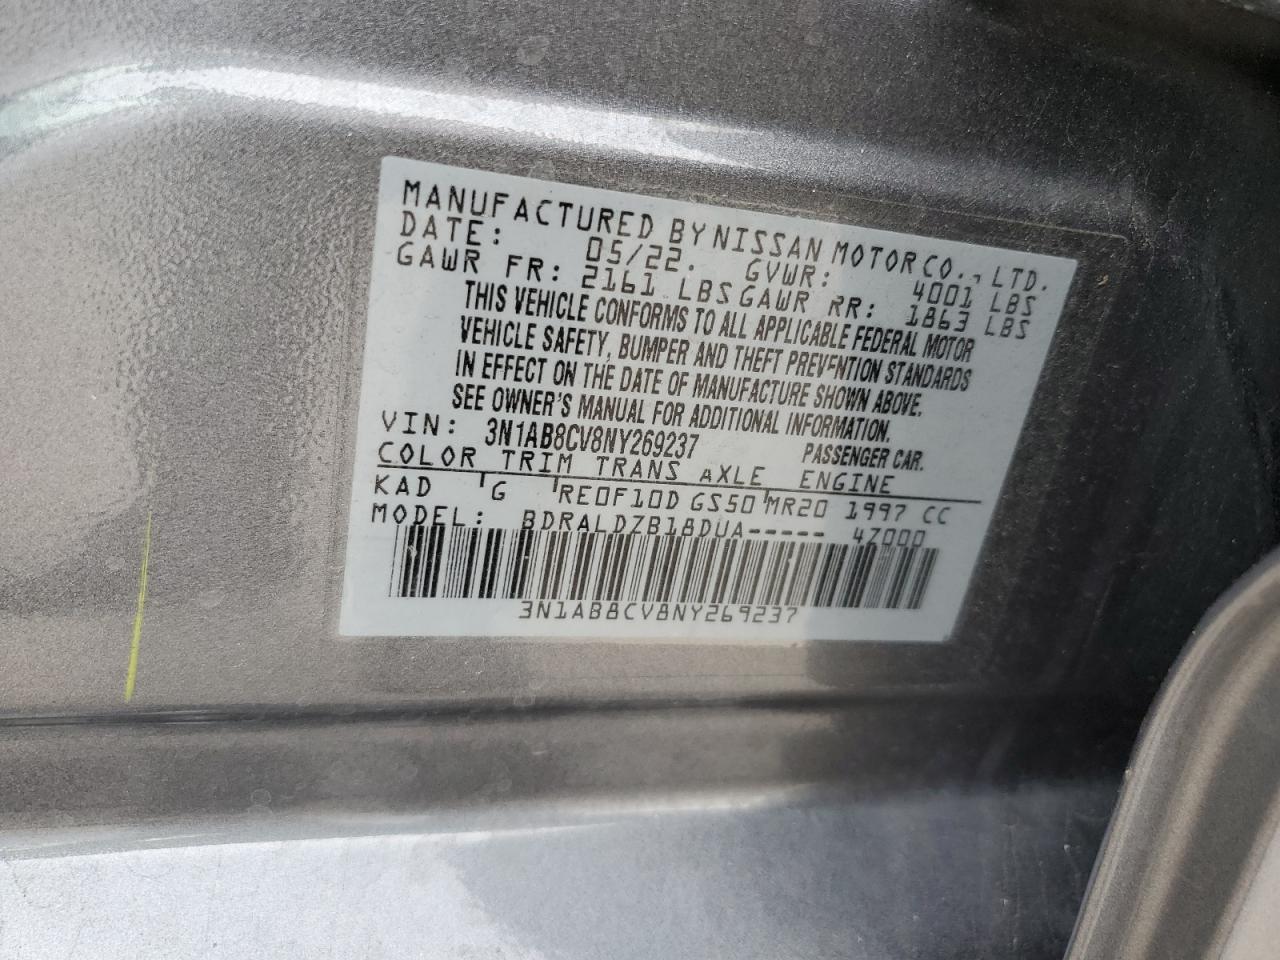 MANUFACTURED BY NISSAN MOTOR CO., LTD.
DATE: 05/22. GVWR: 4001 LBS
GAWR FR: 2161 LBS GAWR RR: 1863 LBS
THIS VEHICLE CONFORMS TO ALL APPLICABLE FEDERAL MOTOR
VEHICLE SAFETY, BUMPER AND THEFT PREVENTION STANDARDS
IN EFFECT ON THE DATE OF MANUFACTURE SHOWN ABOVE.
SEE OWNER'S MANUAL FOR ADDITIONAL INFORMATION.
VIN: 3N1AB8CV8NY269237 PASSENGER CAR.
COLOR TRIM TRANS AXLE ENGINE
KAD G RE0F10D GS50 MR20 1997 CC
MODEL: BDRALDZB18DUA----- 47000
3N1AB8CV8NY269237